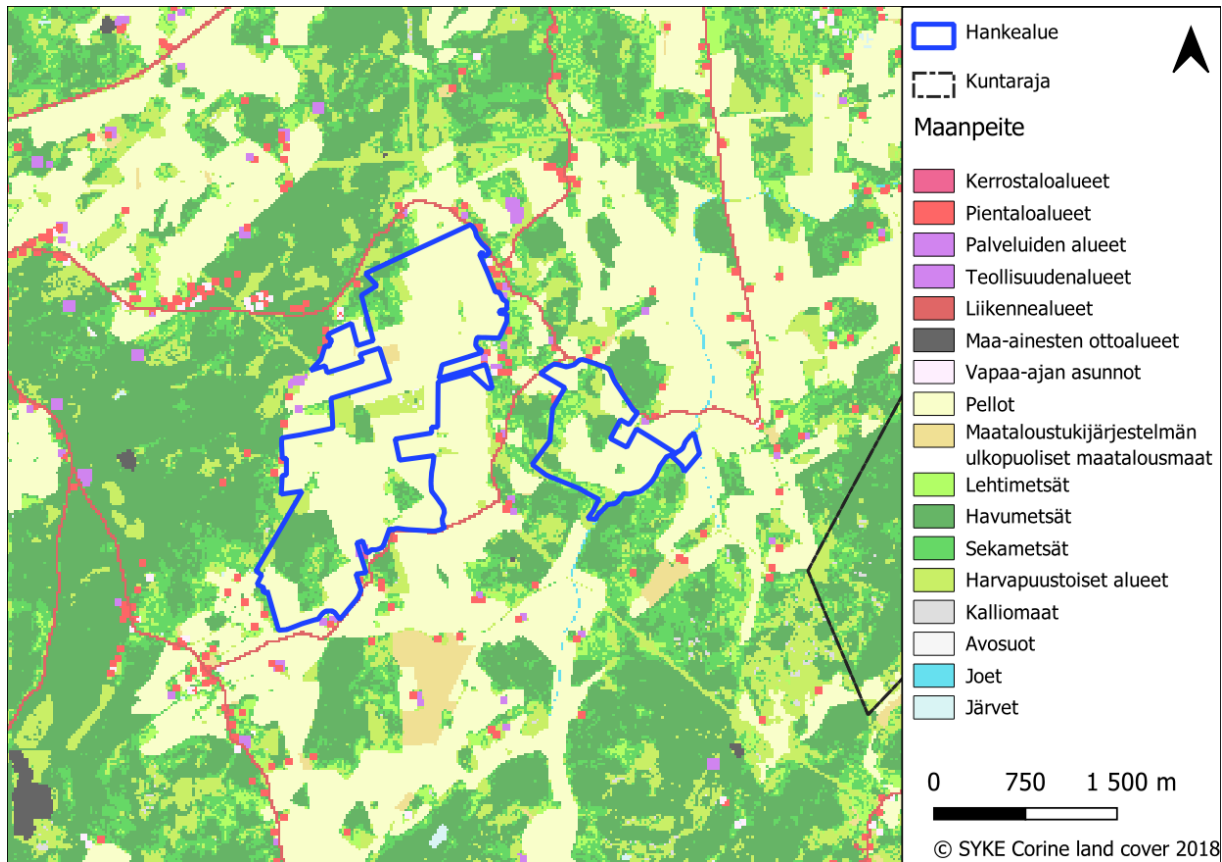 Hankealue
Kuntaraja
Maanpeite
Kerrostaloalueet
Pientaloalueet
Palveluiden alueet
Teollisuudenalueet
Liikennealueet
Maa-ainesten ottoalueet
Vapaa-ajan asunnot
Pellot
Maataloustukijärjestelmän
ulkopuoliset maatalousmaat
Lehtimetsät
Havumetsät
Sekametsät
Harvapuustoiset alueet
Kalliomaat
Avosuot
Joet
Järvet
0 750 1 500 m
© SYKE Corine land cover 2018